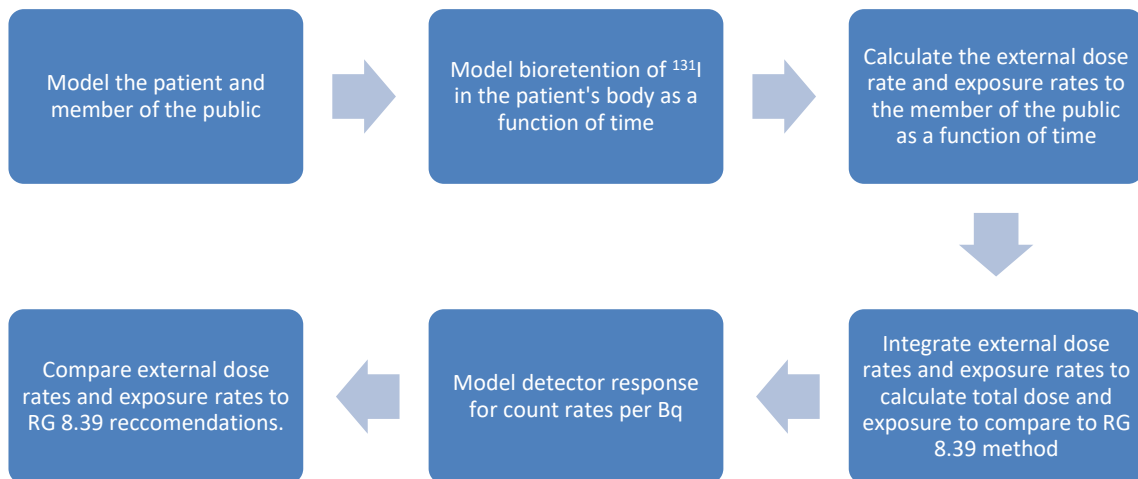 Model the patient and
member of the public
Model bioretention of ¹³¹I
in the patient's body as a
function of time
Calculate the external dose
rate and exposure rates to
the member of the public
as a function of time
Integrate external dose
rates and exposure rates to
calculate total dose and
exposure to compare to RG
8.39 method
Model detector response
for count rates per Bq
Compare external dose
rates and exposure rates to
RG 8.39 reccomendations.